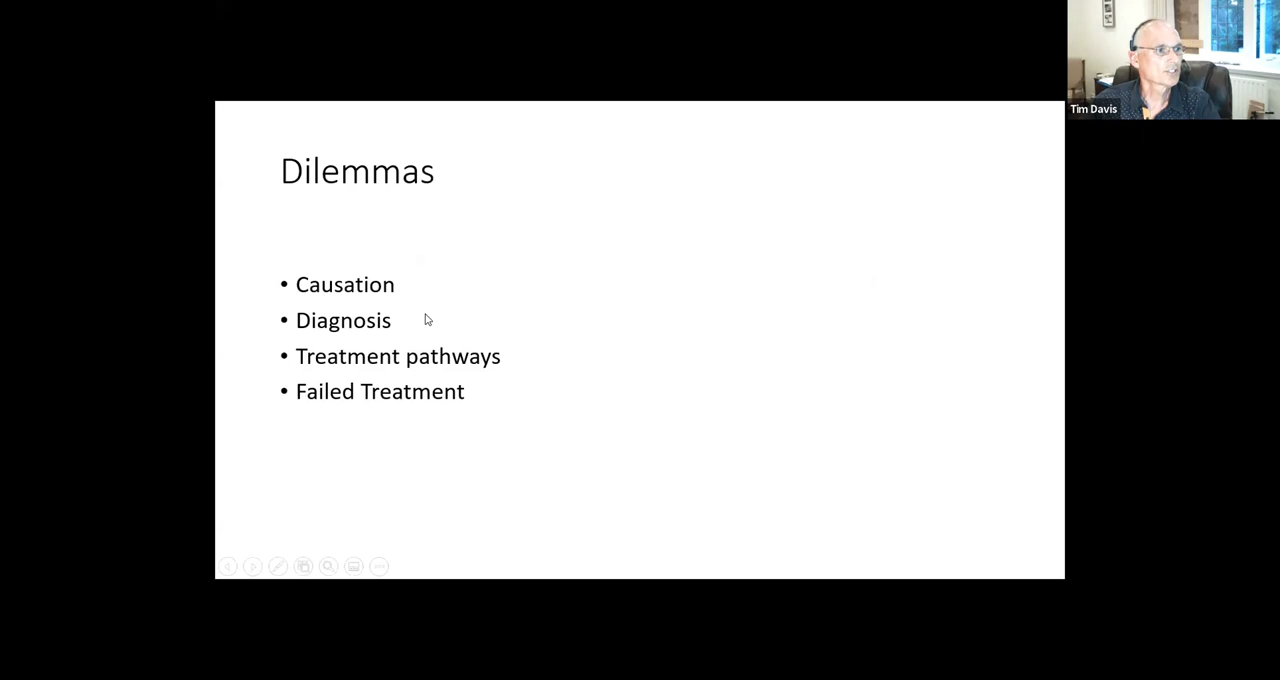 Tim Davis
Dilemmas
• Causation
• Diagnosis
• Treatment pathways
• Failed Treatment